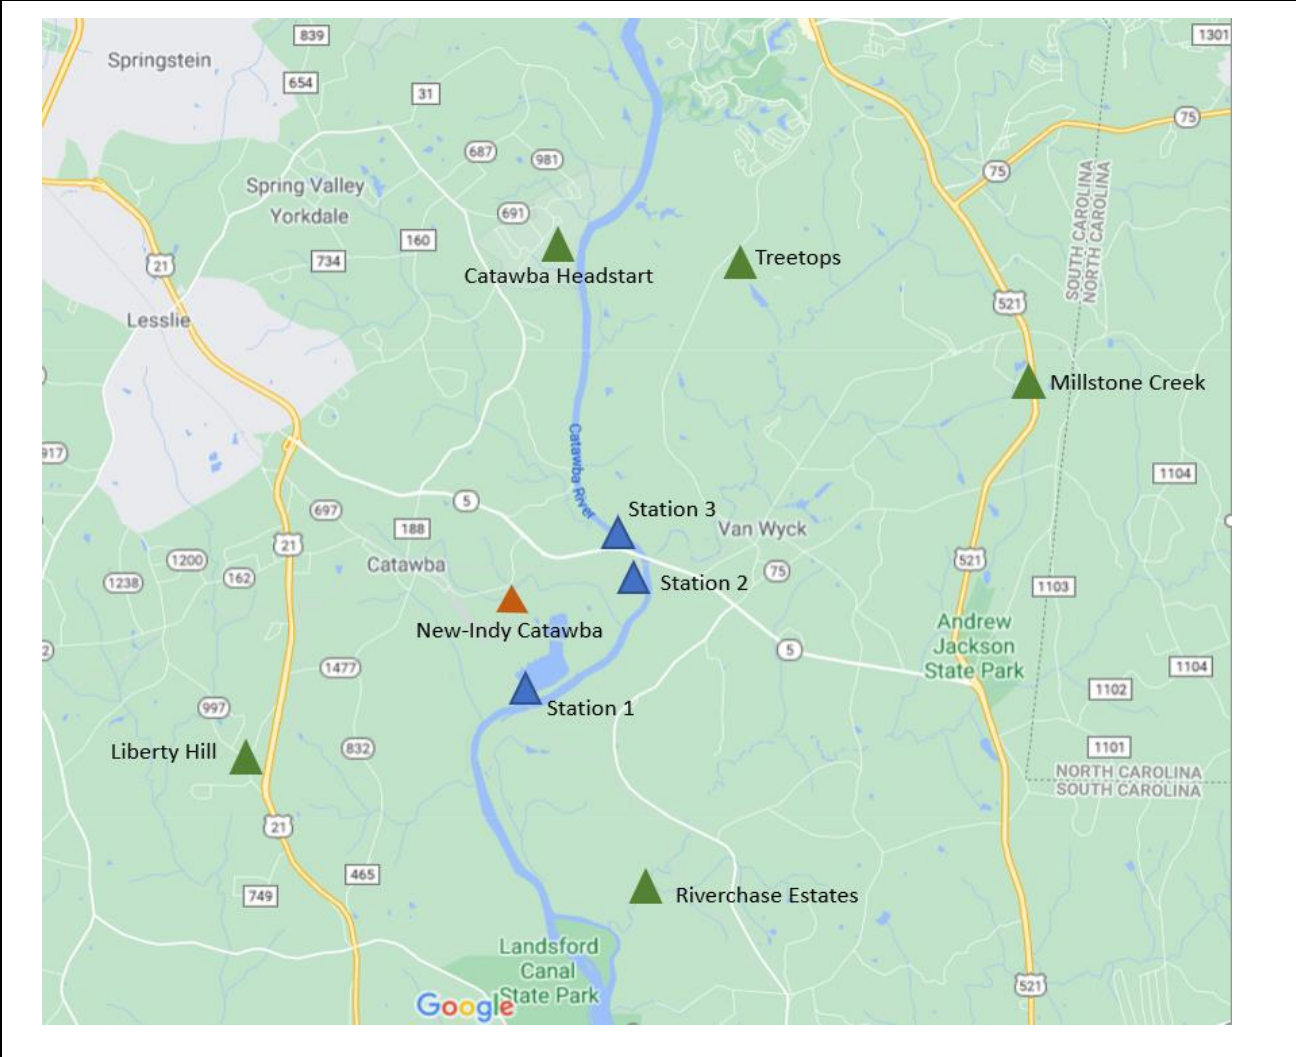 839
1301
Springstein
654
31
75
687
981
75
Spring Valley
Yorkdale
691
SOUTH CAROLINA
NORTH CAROLINA
160
734
21
Catawba Headstart
Treetops
521
Lesslie
Millstone Creek
917
Catawba River
1104
5
697
Station 3
188
Van Wyck
21
1200
Catawba
521
1238
162
75
Station 2
1103
New-Indy Catawba
Andrew
Jackson
State Park
2
5
1477
1104
1102
997
Station 1
Liberty Hill
832
1101
NORTH CAROLINA
SOUTH CAROLINA
21
465
749
Riverchase Estates
Landsford
Canal
State Park
Google
521